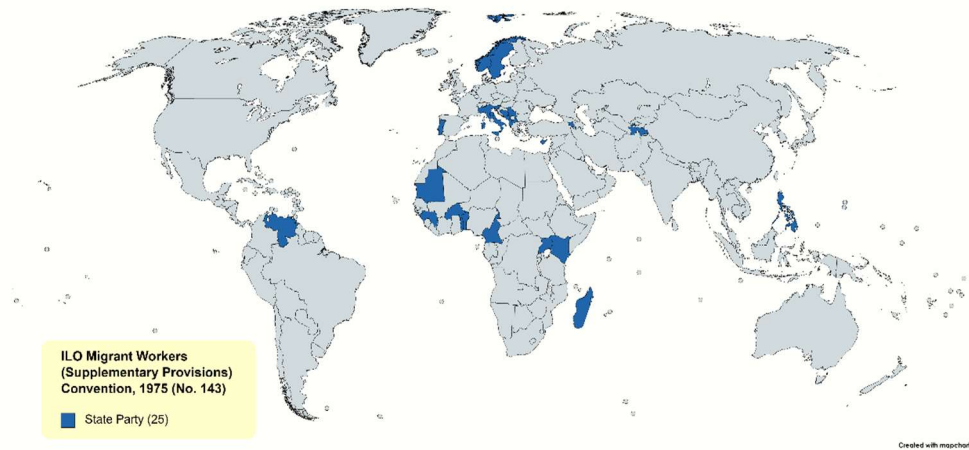 ILO Migrant Workers
(Supplementary Provisions)
Convention, 1975 (No. 143)
State Party (25)
Created with mapchart